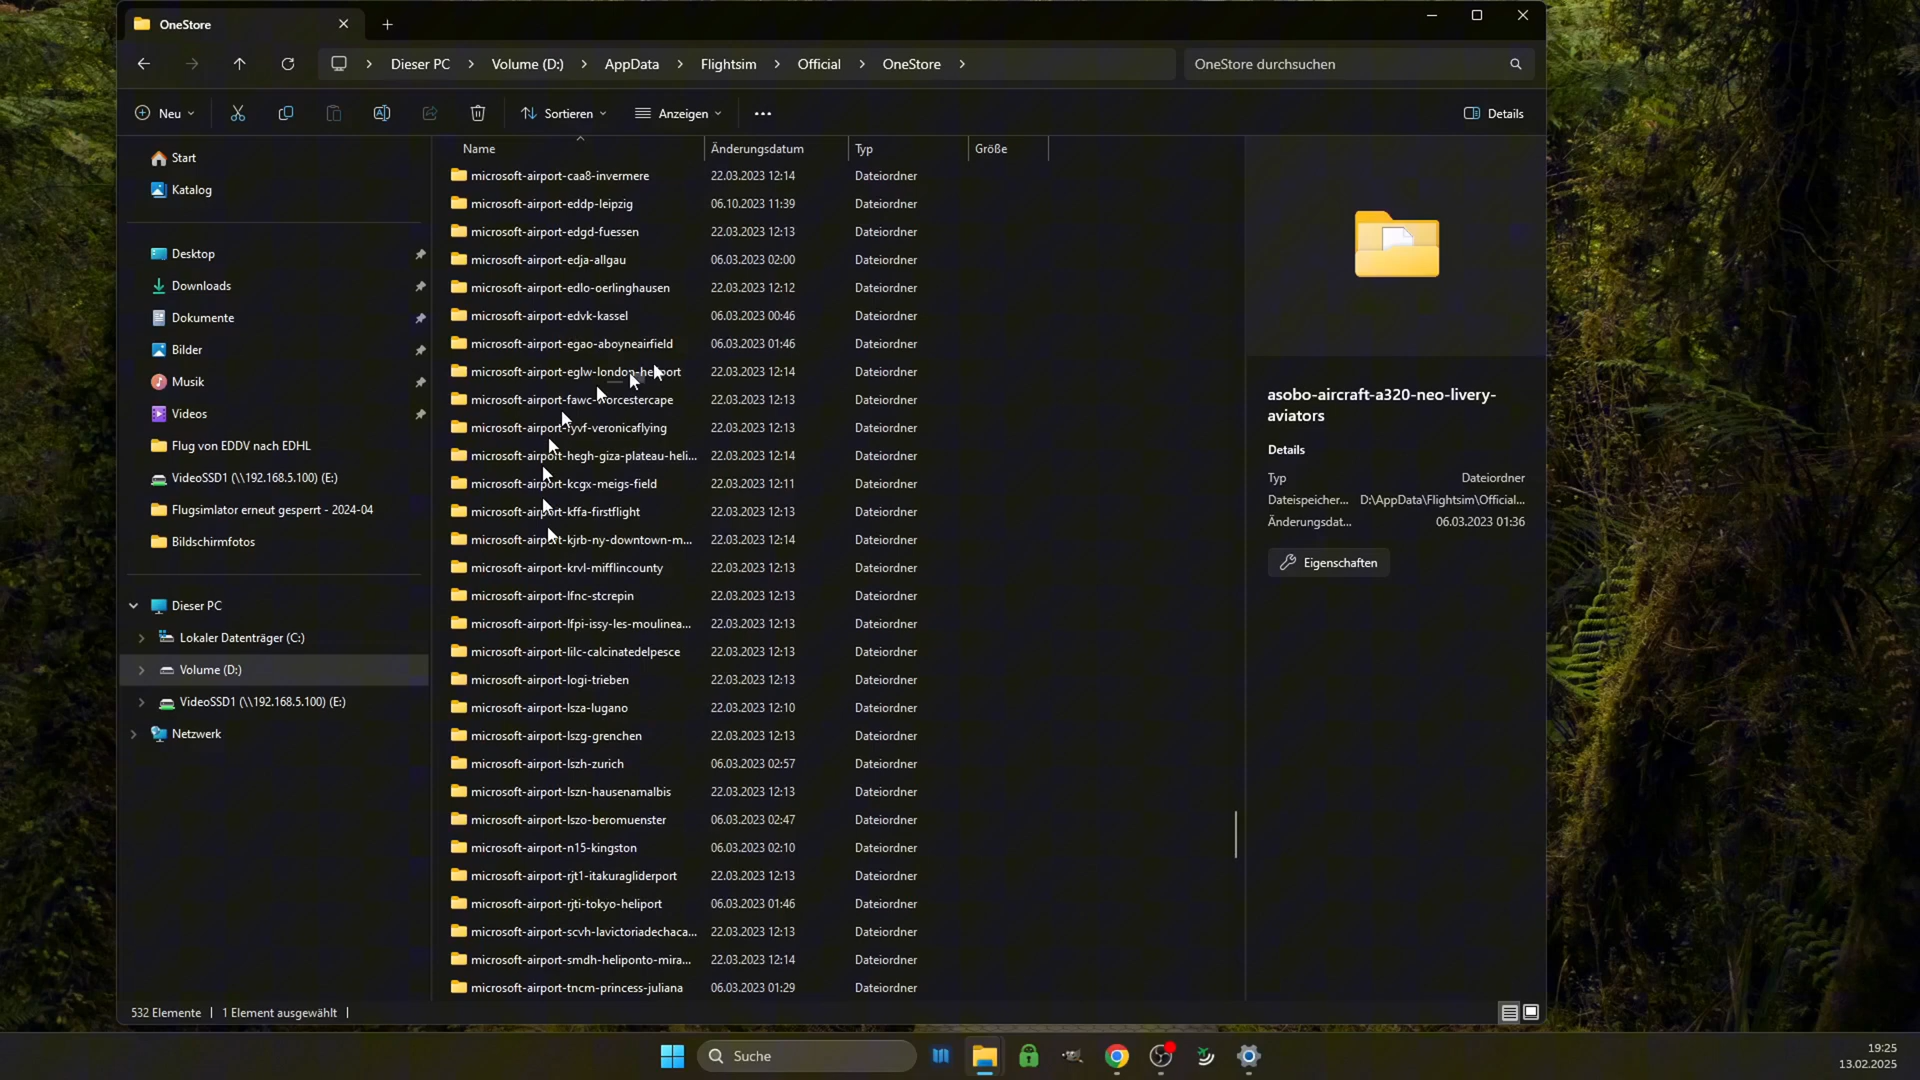 OneStore
Dieser PC
Volume (D:)
AppData
Flightsim
Official
OneStore
OneStore durchsuchen
Neu
Sortieren
Anzeigen
Details
Start
Katalog
Desktop
Downloads
Dokumente
Bilder
Musik
Videos
Flug von EDDV nach EDHL
VideoSSD1 (\\192.168.5.100) (E:)
Flugsimlator erneut gesperrt - 2024-04
Bildschirmfotos
Dieser PC
Lokaler Datenträger (C:)
Volume (D:)
VideoSSD1 (\\192.168.5.100) (E:)
Netzwerk
Name Änderungsdatum Typ Größe
microsoft-airport-caa8-invermere 22.03.2023 12:14 Dateiordner
microsoft-airport-eddp-leipzig 06.10.2023 11:39 Dateiordner
microsoft-airport-edgd-fuessen 22.03.2023 12:13 Dateiordner
microsoft-airport-edja-allgau 06.03.2023 02:00 Dateiordner
microsoft-airport-edlo-oerlinghausen 22.03.2023 12:12 Dateiordner
microsoft-airport-edvk-kassel 06.03.2023 00:46 Dateiordner
microsoft-airport-egao-aboyneairfield 06.03.2023 01:46 Dateiordner
microsoft-airport-eglw-london-heliport 22.03.2023 12:14 Dateiordner
microsoft-airport-fawc-worcestercape 22.03.2023 12:13 Dateiordner
microsoft-airport-fyvf-veronicaflying 22.03.2023 12:13 Dateiordner
microsoft-airport-hegh-giza-plateau-heli... 22.03.2023 12:14 Dateiordner
microsoft-airport-kcgx-meigs-field 22.03.2023 12:11 Dateiordner
microsoft-airport-kffa-firstflight 22.03.2023 12:13 Dateiordner
microsoft-airport-kjrb-ny-downtown-m... 22.03.2023 12:14 Dateiordner
microsoft-airport-krvl-mifflincounty 22.03.2023 12:13 Dateiordner
microsoft-airport-lfnc-stcrepin 22.03.2023 12:13 Dateiordner
microsoft-airport-lfpi-issy-les-moulinea... 22.03.2023 12:13 Dateiordner
microsoft-airport-lilc-calcinatedelpesce 22.03.2023 12:13 Dateiordner
microsoft-airport-logi-trieben 22.03.2023 12:13 Dateiordner
microsoft-airport-lsza-lugano 22.03.2023 12:10 Dateiordner
microsoft-airport-lszg-grenchen 22.03.2023 12:13 Dateiordner
microsoft-airport-lszh-zurich 06.03.2023 02:57 Dateiordner
microsoft-airport-lszn-hausenamalbis 22.03.2023 12:13 Dateiordner
microsoft-airport-lszo-beromuenster 06.03.2023 02:47 Dateiordner
microsoft-airport-n15-kingston 06.03.2023 02:10 Dateiordner
microsoft-airport-rjt1-itakuragliderport 22.03.2023 12:13 Dateiordner
microsoft-airport-rjti-tokyo-heliport 06.03.2023 01:46 Dateiordner
microsoft-airport-scvh-lavictoriadechaca... 22.03.2023 12:13 Dateiordner
microsoft-airport-smdh-heliponto-mira... 22.03.2023 12:14 Dateiordner
microsoft-airport-tncm-princess-juliana 06.03.2023 01:29 Dateiordner
asobo-aircraft-a320-neo-livery-
aviators
Details
Typ Dateiordner
Dateispeicher... D:\AppData\Flightsim\Official...
Änderungsdat... 06.03.2023 01:36
Eigenschaften
532 Elemente
1 Element ausgewählt
Suche
19:25
13.02.2025